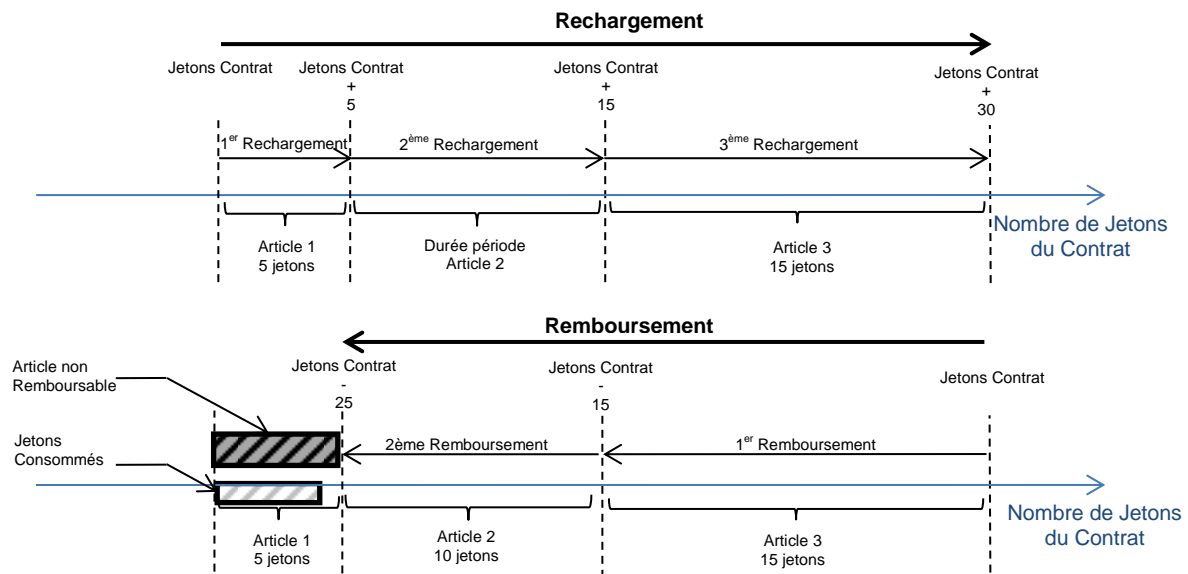 Rechargement
Jetons Contrat
Jetons Contrat
+
5
Jetons Contrat
+
15
Jetons Contrat
+
30
1er Rechargement
2ème Rechargement
3ème Rechargement
Article 1
5 jetons
Durée période
Article 2
Article 3
15 jetons
Nombre de Jetons
du Contrat
Remboursement
Article non
Remboursable
Jetons Contrat
-
25
Jetons Contrat
-
15
Jetons Contrat
Jetons
Consommés
2ème Remboursement
1er Remboursement
Article 1
5 jetons
Article 2
10 jetons
Article 3
15 jetons
Nombre de Jetons
du Contrat